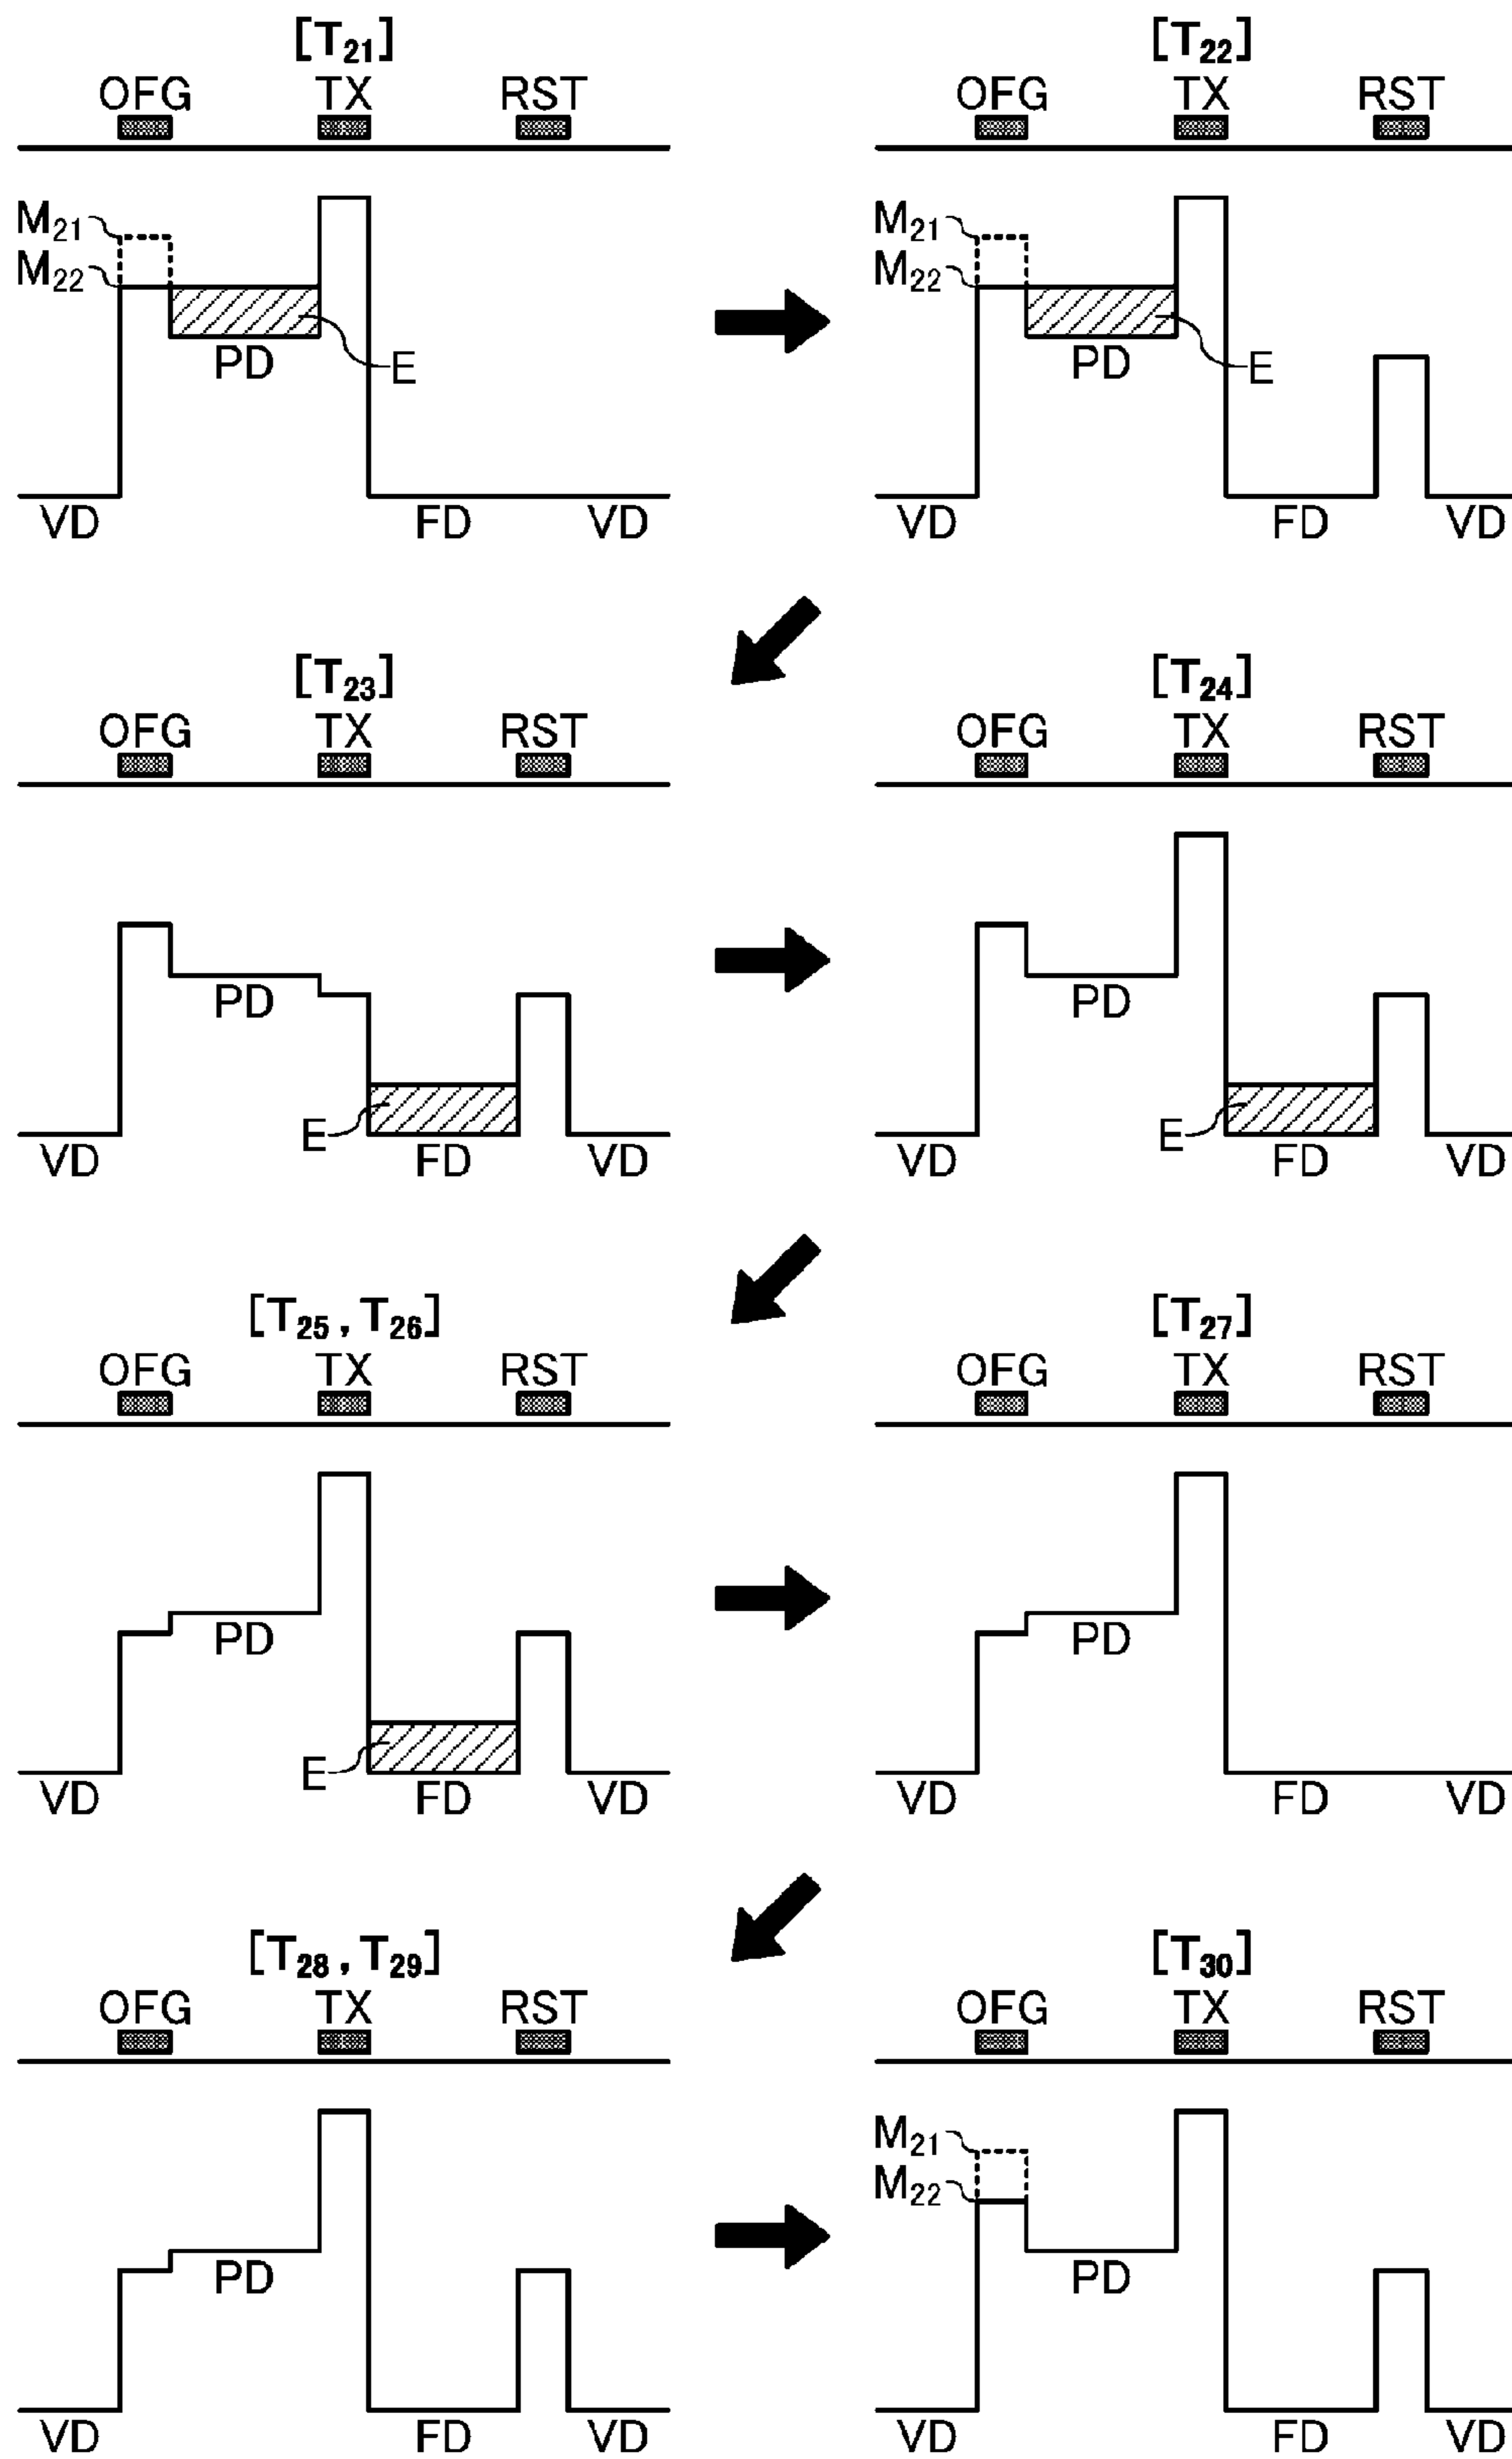 [T21] [T22]
OFG TX RST OFG TX RST
M21 M21
M22 M22
PD E PD E
VD FD VD VD FD VD
[T23] [T24]
OFG TX RST OFG TX RST
PD PD
E E
VD FD VD VD FD VD
[T25, T26] [T27]
OFG TX RST OFG TX RST
PD PD
E
VD FD VD VD FD VD
[T28, T29] [T30]
OFG TX RST OFG TX RST
M21
M22
PD PD
VD FD VD VD FD VD